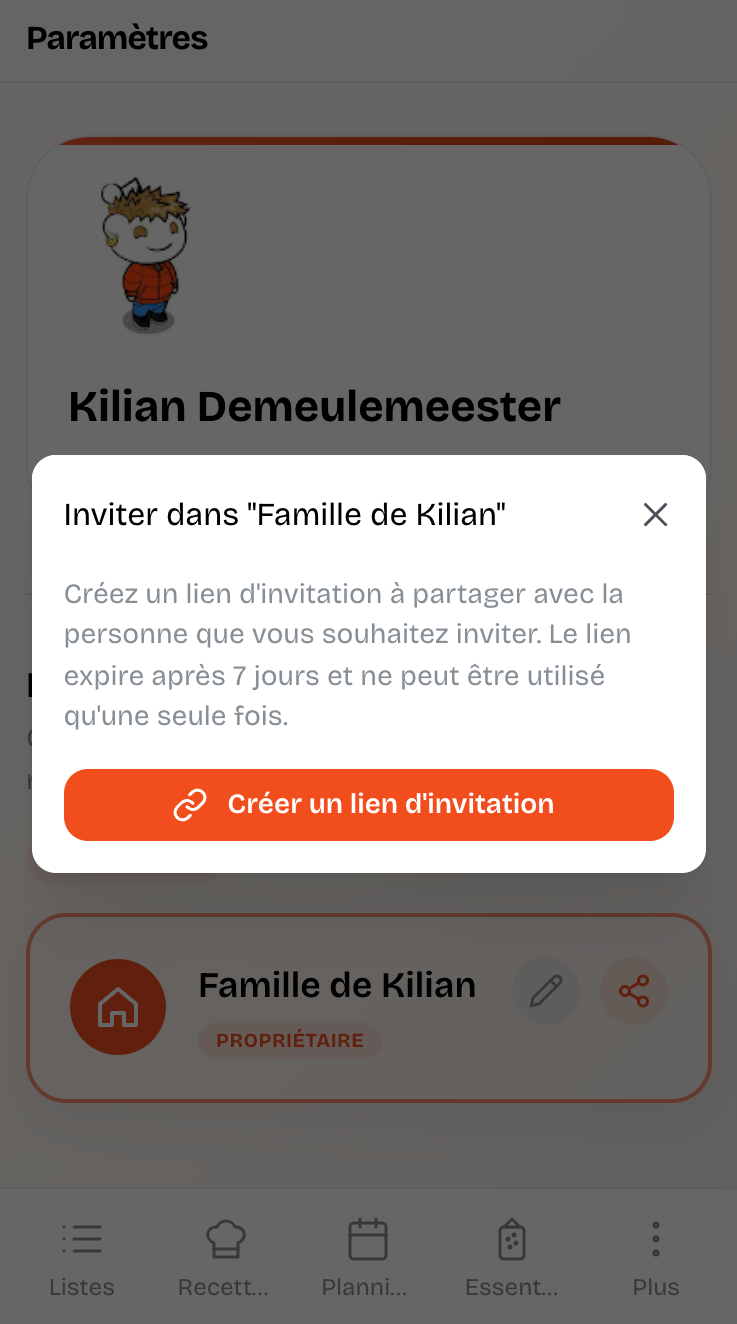 Paramètres
Kilian Demeulemeester
Inviter dans "Famille de Kilian"
Créez un lien d'invitation à partager avec la
personne que vous souhaitez inviter. Le lien
expire après 7 jours et ne peut être utilisé
qu'une seule fois.
Créer un lien d'invitation
Famille de Kilian
PROPRIÉTAIRE
Listes
Recett...
Planni...
Essent...
Plus